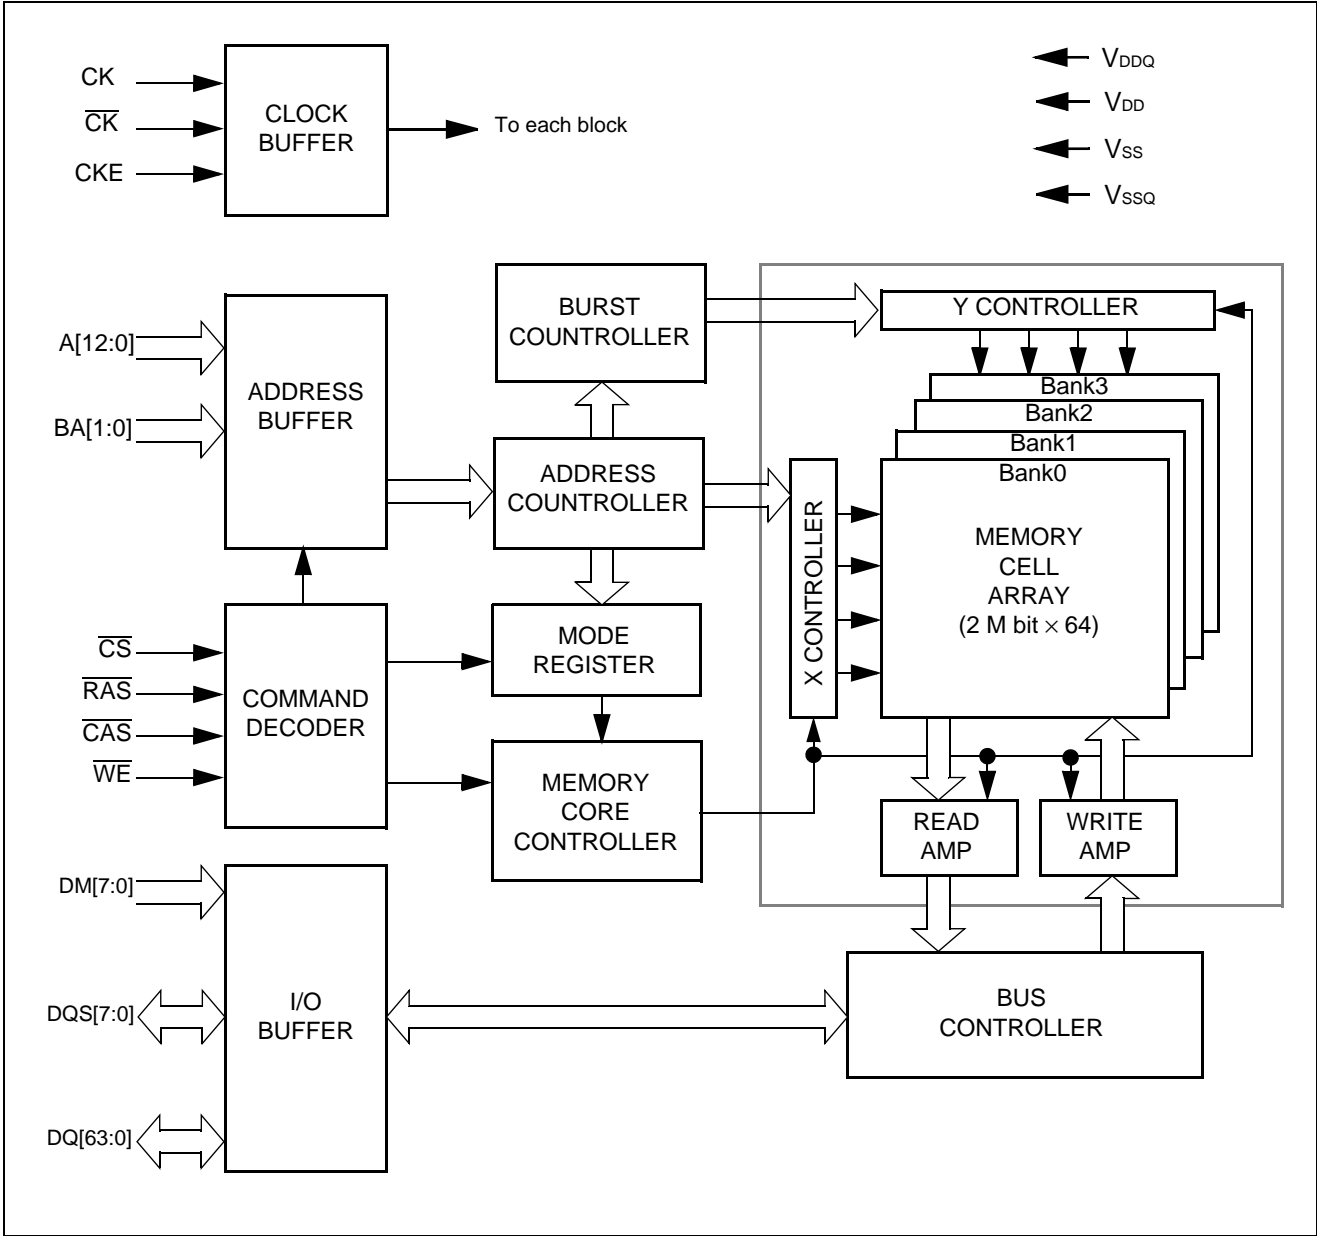 CK
CK
CKE
CLOCK
BUFFER
To each block
VDDQ
VDD
VSS
VSSQ
A[12:0]
BA[1:0]
ADDRESS
BUFFER
BURST
COUNTROLLER
ADDRESS
COUNTROLLER
Y CONTROLLER
Bank3
Bank2
Bank1
Bank0
MEMORY
CELL
ARRAY
(2 M bit × 64)
X CONTROLLER
CS
RAS
CAS
WE
COMMAND
DECODER
MODE
REGISTER
MEMORY
CORE
CONTROLLER
READ
AMP
WRITE
AMP
DM[7:0]
DQS[7:0]
DQ[63:0]
I/O
BUFFER
BUS
CONTROLLER